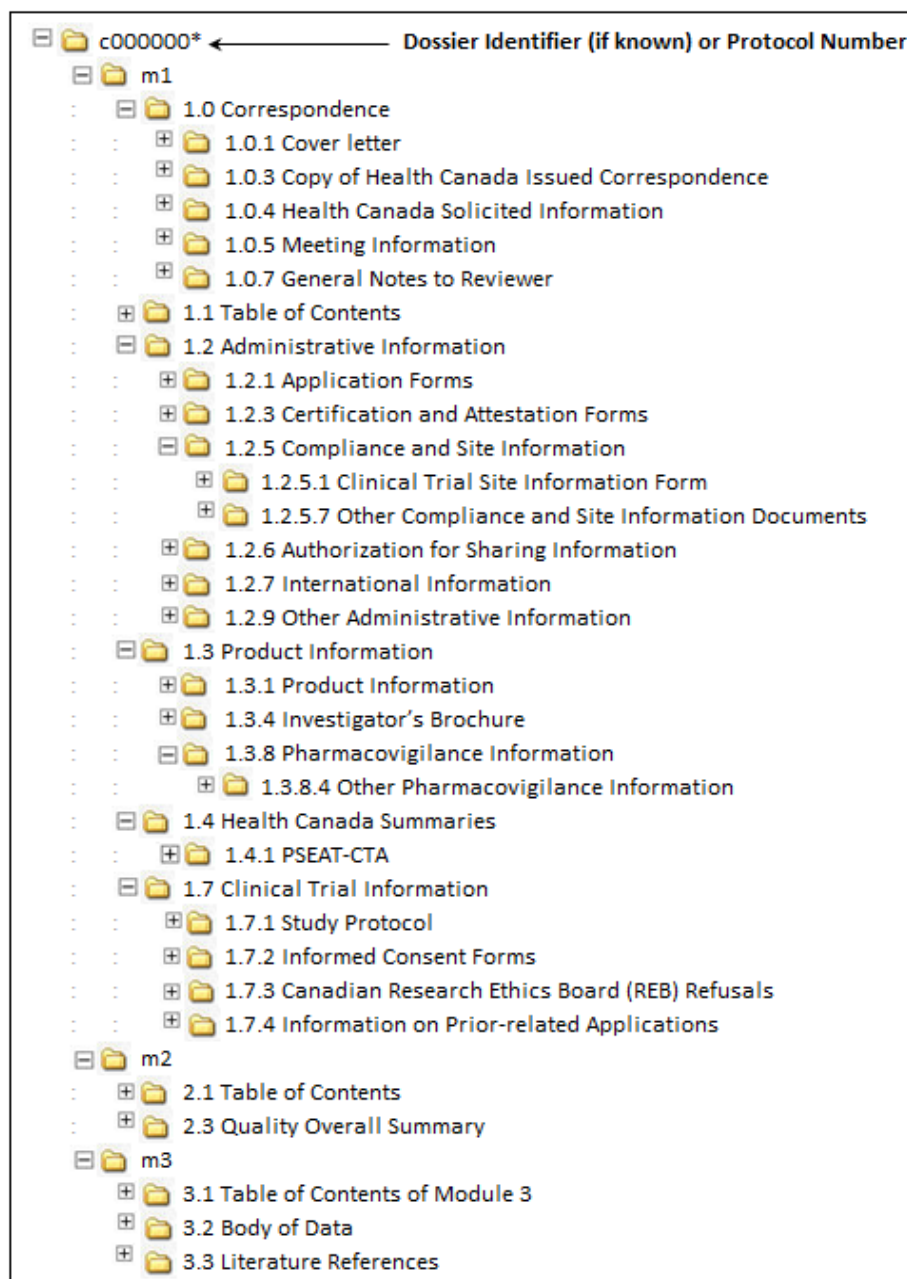 c000000* Dossier Identifier (if known) or Protocol Number
m1
1.0 Correspondence
1.0.1 Cover letter
1.0.3 Copy of Health Canada Issued Correspondence
1.0.4 Health Canada Solicited Information
1.0.5 Meeting Information
1.0.7 General Notes to Reviewer
1.1 Table of Contents
1.2 Administrative Information
1.2.1 Application Forms
1.2.3 Certification and Attestation Forms
1.2.5 Compliance and Site Information
1.2.5.1 Clinical Trial Site Information Form
1.2.5.7 Other Compliance and Site Information Documents
1.2.6 Authorization for Sharing Information
1.2.7 International Information
1.2.9 Other Administrative Information
1.3 Product Information
1.3.1 Product Information
1.3.4 Investigator’s Brochure
1.3.8 Pharmacovigilance Information
1.3.8.4 Other Pharmacovigilance Information
1.4 Health Canada Summaries
1.4.1 PSEAT-CTA
1.7 Clinical Trial Information
1.7.1 Study Protocol
1.7.2 Informed Consent Forms
1.7.3 Canadian Research Ethics Board (REB) Refusals
1.7.4 Information on Prior-related Applications
m2
2.1 Table of Contents
2.3 Quality Overall Summary
m3
3.1 Table of Contents of Module 3
3.2 Body of Data
3.3 Literature References